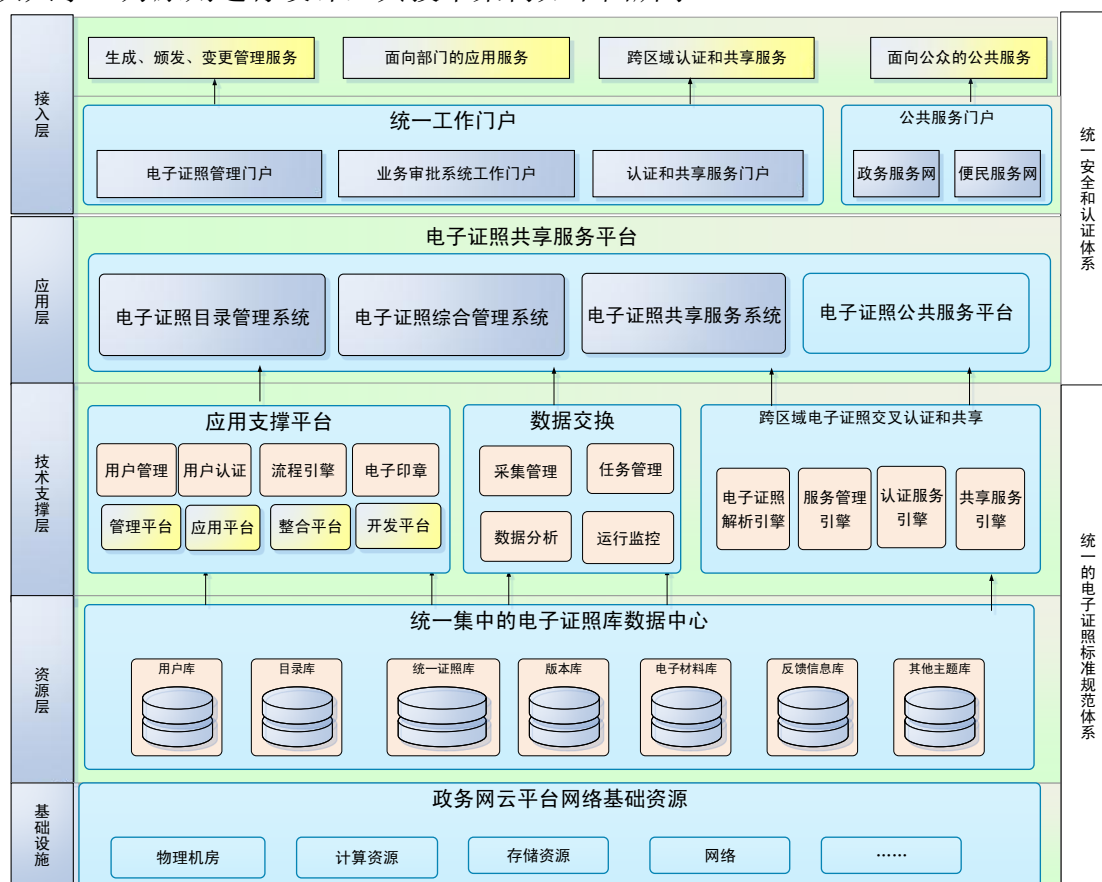 生成、颁发、变更管理服务
面向部门的应用服务
跨区域认证和共享服务
面向公众的公共服务
接入层
统一工作门户
公共服务门户
电子证照管理门户
业务审批系统工作门户
认证和共享服务门户
政务服务网
便民服务网
统一安全和认证体系
应用层
电子证照共享服务平台
电子证照目录管理系统
电子证照综合管理系统
电子证照共享服务系统
电子证照公共服务平台
技术支撑层
应用支撑平台
用户管理
用户认证
流程引擎
电子印章
管理平台
应用平台
整合平台
开发平台
数据交换
采集管理
任务管理
数据分析
运行监控
跨区域电子证照交叉认证和共享
电子证照
解析引擎
服务管理
引擎
认证服务
引擎
共享服务
引擎
统一的电子证照标准规范体系
资源层
统一集中的电子证照库数据中心
用户库
目录库
统一证照库
版本库
电子材料库
反馈信息库
其他主题库
基础设施
政务网云平台网络基础资源
物理机房
计算资源
存储资源
网络
……